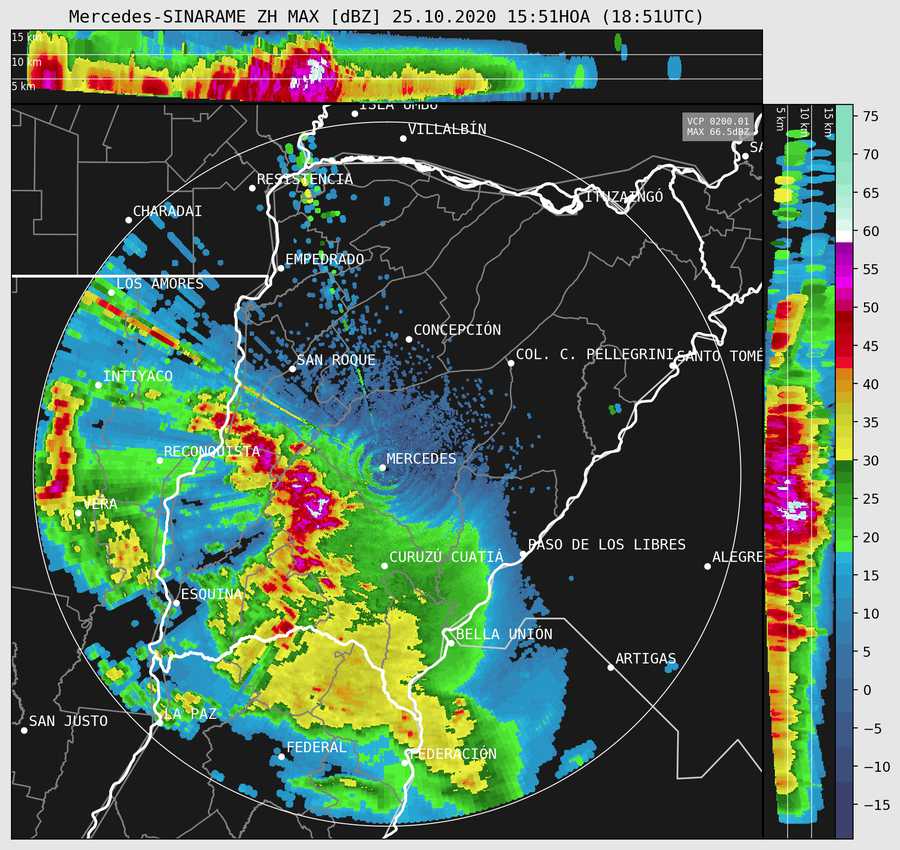 Mercedes-SINARAME ZH MAX [dBZ] 25.10.2020 15:51HOA (18:51UTC)
15 km
10 km
5 km
5 km
10 km
15 km
ISLA UMBÚ
VILLALBÍN
VCP 0200.01
MAX 66.5dBZ
SA
RESISTENCIA
ITUZAINGÓ
CHARADAI
EMPEDRADO
LOS AMORES
CONCEPCIÓN
SAN ROQUE
COL. C. PELLEGRINI
SANTO TOMÉ
INTIYACO
RECONQUISTA
MERCEDES
VERA
PASO DE LOS LIBRES
CURUZÚ CUATIÁ
ALEGRE
ESQUINA
BELLA UNIÓN
ARTIGAS
LA PAZ
SAN JUSTO
FEDERAL
FEDERACIÓN
75
70
65
60
55
50
45
40
35
30
25
20
15
10
5
0
−5
−10
−15